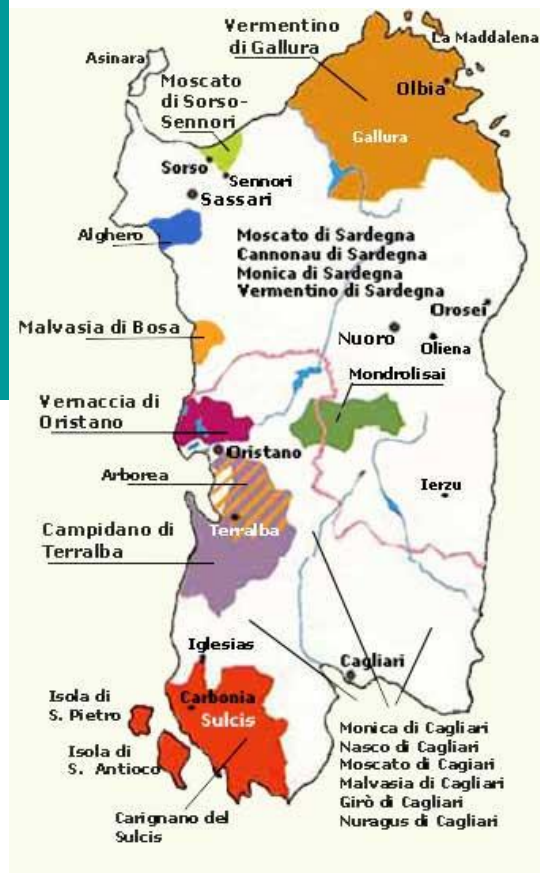 Vermentino
di Gallura
La Maddalena
Asinara
Moscato
di Sorso-
Sennori
Olbia
Gallura
Sorso
Sennori
Sassari
Alghero
Moscato di Sardegna
Cannonau di Sardegna
Monica di Sardegna
Vermentino di Sardegna
Orosei
Malvasia di Bosa
Nuoro
Oliena
Mondrolisai
Vernaccia di
Oristano
Oristano
Arborea
Ierzu
Terralba
Campidano di
Terralba
Iglesias
Cagliari
Isola di
S. Pietro
Carbonia
Sulcis
Isola di
S. Antioco
Monica di Cagliari
Nasco di Cagliari
Moscato di Cagiari
Malvasia di Cagliari
Girò di Cagliari
Nuragus di Cagliari
Carignano del
Sulcis